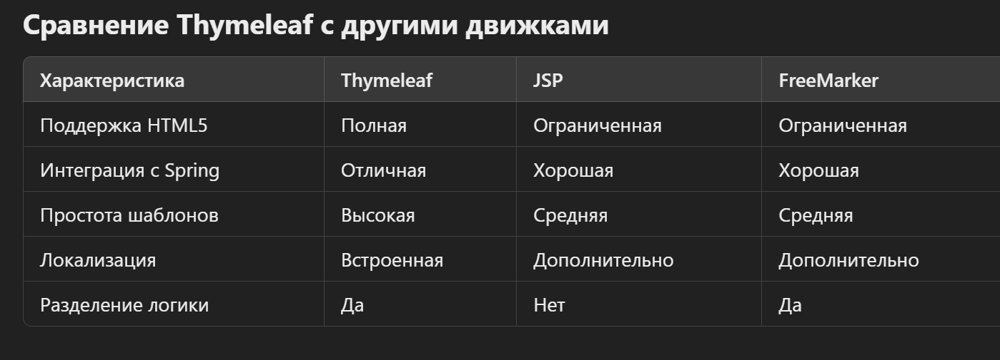 Сравнение Thymeleaf с другими движками
Характеристика Thymeleaf JSP FreeMarker
Поддержка HTML5 Полная Ограниченная Ограниченная
Интеграция с Spring Отличная Хорошая Хорошая
Простота шаблонов Высокая Средняя Средняя
Локализация Встроенная Дополнительно Дополнительно
Разделение логики Да Нет Да